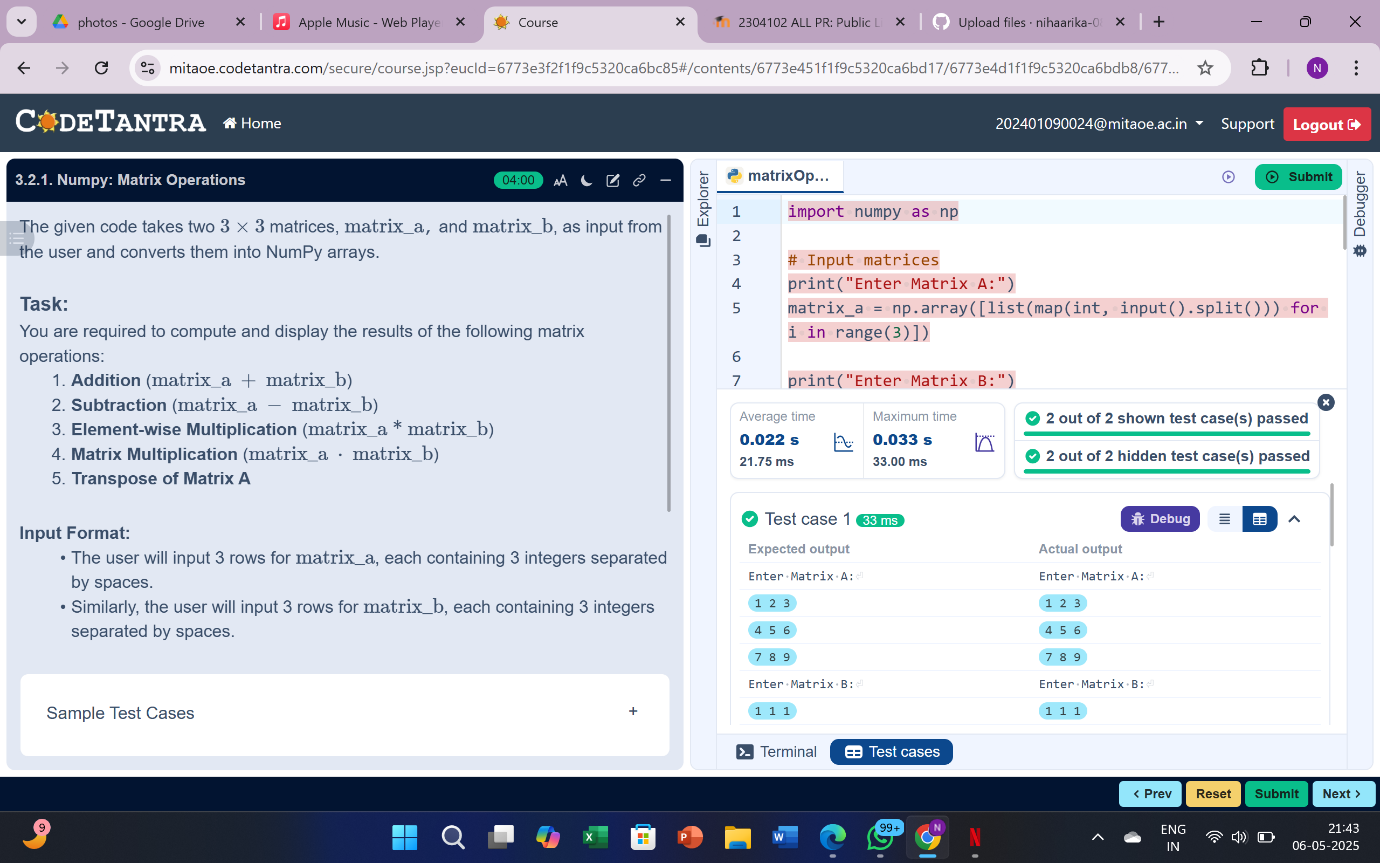 photos - Google Drive
Apple Music - Web Playe
Course
2304102 ALL PR: Public L
Upload files · nihaarika-0
mitaoe.codetantra.com/secure/course.jsp?eucId=6773e3f2f1f9c5320ca6bc85#/contents/6773e451f1f9c5320ca6bd17/6773e4d1f1f9c5320ca6bdb8/677...
N
CODETANTRA
Home
202401090024@mitaoe.ac.in
Support
Logout
3.2.1. Numpy: Matrix Operations
04:00
AA
The given code takes two 3 × 3 matrices, matrix_a, and matrix_b, as input from
the user and converts them into NumPy arrays.
Task:
You are required to compute and display the results of the following matrix
operations:
1. Addition (matrix_a + matrix_b)
2. Subtraction (matrix_a − matrix_b)
3. Element-wise Multiplication (matrix_a * matrix_b)
4. Matrix Multiplication (matrix_a · matrix_b)
5. Transpose of Matrix A
Input Format:
• The user will input 3 rows for matrix_a, each containing 3 integers separated
by spaces.
• Similarly, the user will input 3 rows for matrix_b, each containing 3 integers
separated by spaces.
Sample Test Cases
+
Explorer
matrixOp...
Submit
Debugger
1 import numpy as np
2
3 # Input matrices
4 print("Enter Matrix A:")
5 matrix_a = np.array([list(map(int, input().split())) for
i in range(3)])
6
7 print("Enter Matrix B:")
Average time
0.022 s
21.75 ms
Maximum time
0.033 s
33.00 ms
2 out of 2 shown test case(s) passed
2 out of 2 hidden test case(s) passed
Test case 1 33 ms
Debug
Expected output Actual output
Enter·Matrix·A: Enter·Matrix·A:
1 2 3 1 2 3
4 5 6 4 5 6
7 8 9 7 8 9
Enter·Matrix·B: Enter·Matrix·B:
1 1 1 1 1 1
Terminal
Test cases
< Prev
Reset
Submit
Next >
9
99+
N
ENG
IN
21:43
06-05-2025